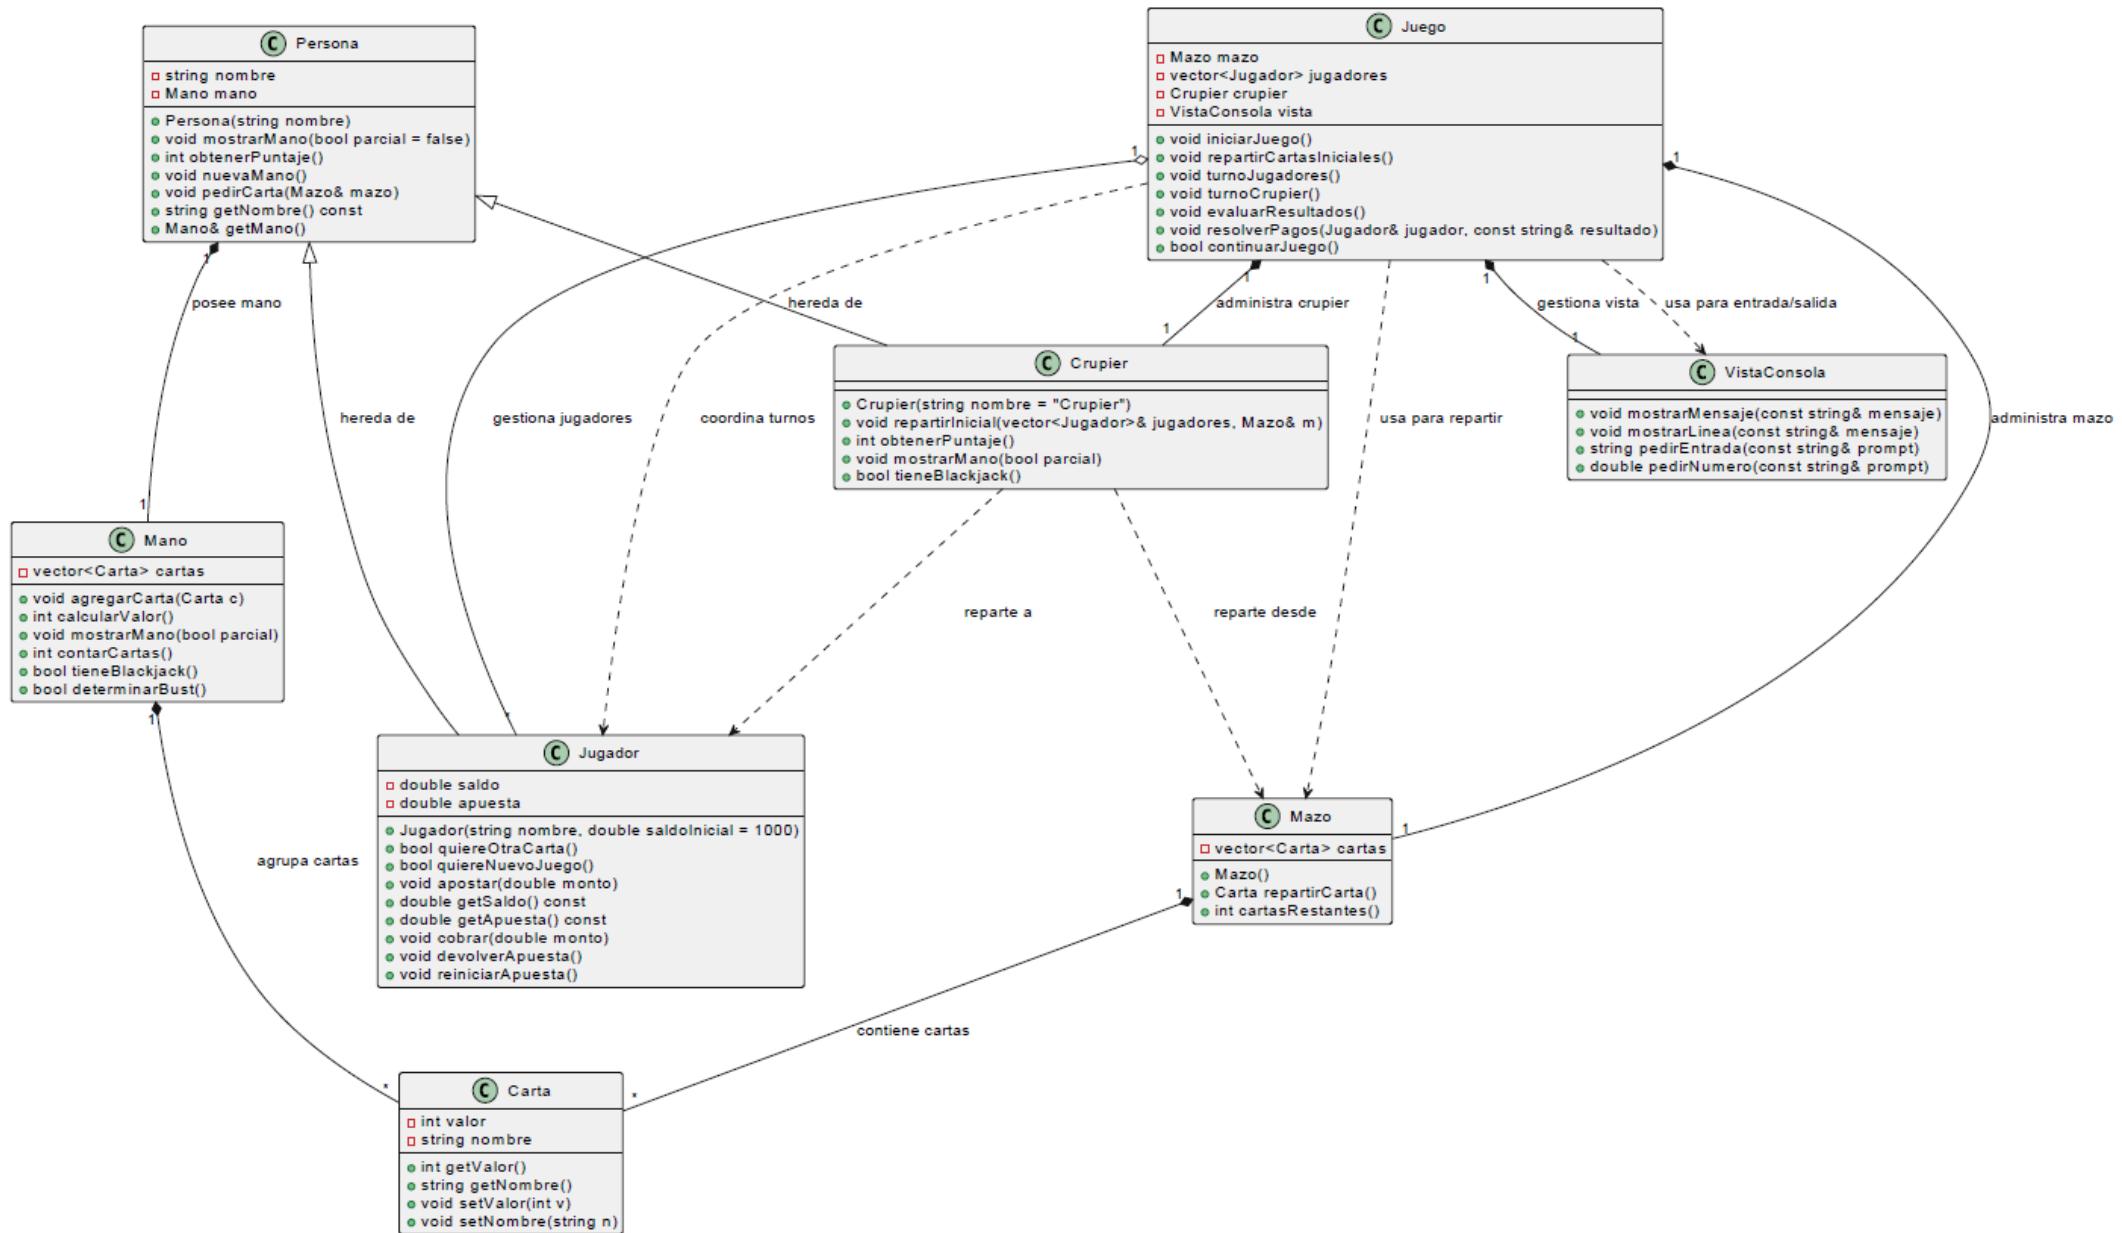 C Persona
string nombre
Mano mano
Persona(string nombre)
void mostrarMano(bool parcial = false)
int obtenerPuntaje()
void nuevaMano()
void pedirCarta(Mazo& mazo)
string getNombre() const
Mano& getMano()
C Juego
Mazo mazo
vector<Jugador> jugadores
Crupier crupier
VistaConsola vista
void iniciarJuego()
void repartirCartasIniciales()
void turnoJugadores()
void turnoCrupier()
void evaluarResultados()
void resolverPagos(Jugador& jugador, const string& resultado)
bool continuarJuego()
1
1
1
1
1
posee mano
hereda de
administra crupier
gestiona vista
usa para entrada/salida
1
1
C Crupier
Crupier(string nombre = "Crupier")
void repartirInicial(vector<Jugador>& jugadores, Mazo& m)
int obtenerPuntaje()
void mostrarMano(bool parcial)
bool tieneBlackjack()
C VistaConsola
void mostrarMensaje(const string& mensaje)
void mostrarLinea(const string& mensaje)
string pedirEntrada(const string& prompt)
double pedirNumero(const string& prompt)
hereda de
gestiona jugadores
coordina turnos
usa para repartir
administra mazo
1
C Mano
vector<Carta> cartas
void agregarCarta(Carta c)
int calcularValor()
void mostrarMano(bool parcial)
int contarCartas()
bool tieneBlackjack()
bool determinarBust()
reparte a
reparte desde
1
*
C Jugador
double saldo
double apuesta
Jugador(string nombre, double saldoInicial = 1000)
bool quiereOtraCarta()
bool quiereNuevoJuego()
void apostar(double monto)
double getSaldo() const
double getApuesta() const
void cobrar(double monto)
void devolverApuesta()
void reiniciarApuesta()
agrupa cartas
C Mazo
vector<Carta> cartas
Mazo()
Carta repartirCarta()
int cartasRestantes()
1
1
contiene cartas
*
*
C Carta
int valor
string nombre
int getValor()
string getNombre()
void setValor(int v)
void setNombre(string n)